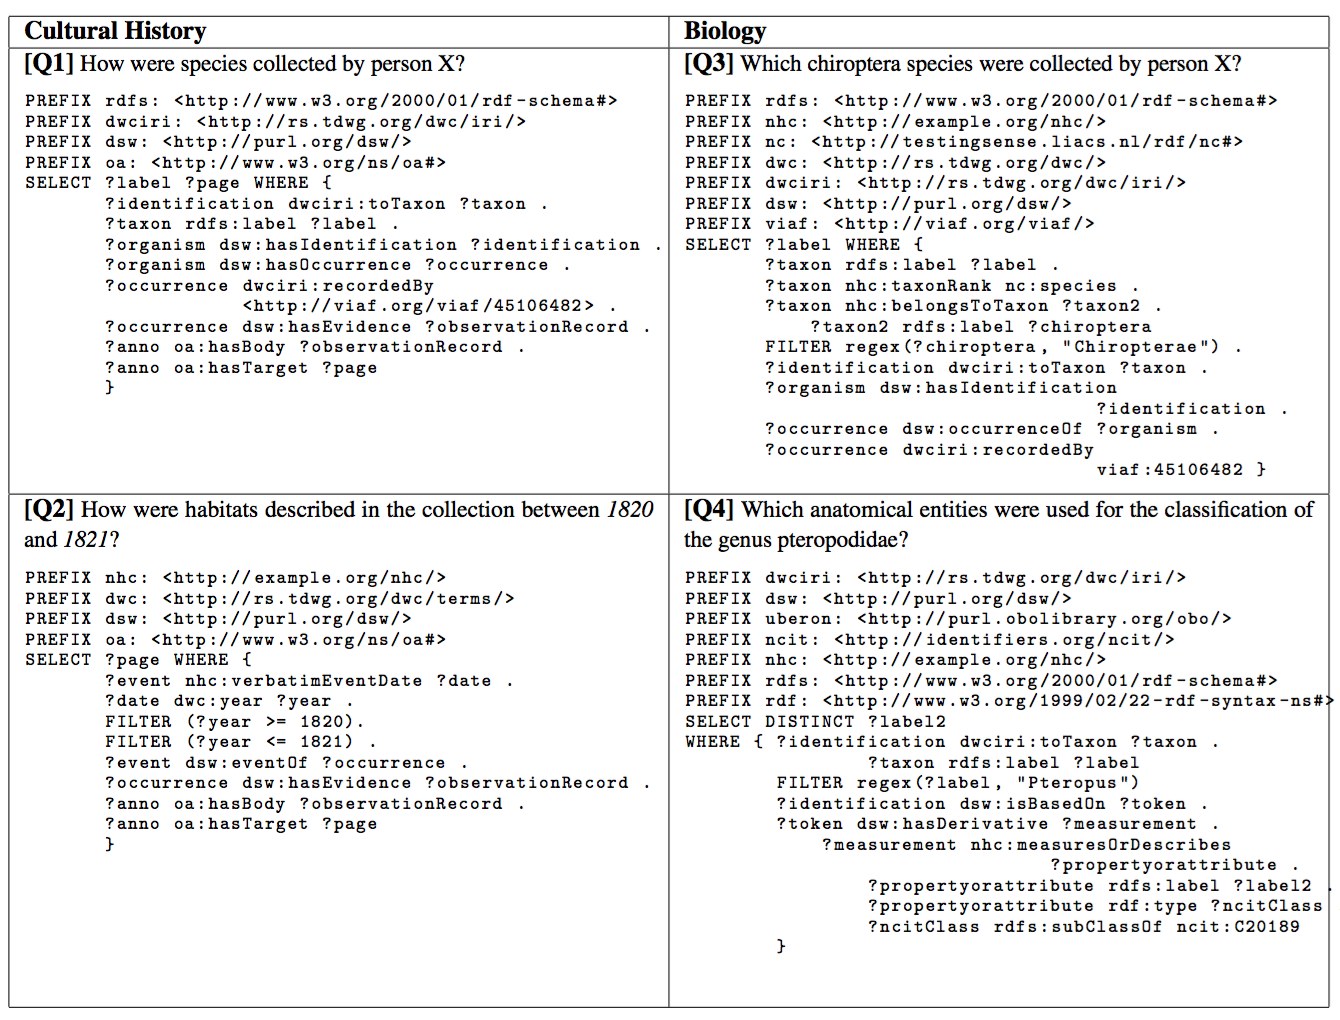 Cultural History
[Q1] How were species collected by person X?
PREFIX rdfs: <http://www.w3.org/2000/01/rdf-schema#>
PREFIX dwciri: <http://rs.tdwg.org/dwc/iri/>
PREFIX dsw: <http://purl.org/dsw/>
PREFIX oa: <http://www.w3.org/ns/oa#>
SELECT ?label ?page WHERE {
?identification dwciri:toTaxon ?taxon .
?taxon rdfs:label ?label .
?organism dsw:hasIdentification ?identification .
?organism dsw:hasOccurrence ?occurrence .
?occurrence dwciri:recordedBy
<http://viaf.org/viaf/45106482> .
?occurrence dsw:hasEvidence ?observationRecord .
?anno oa:hasBody ?observationRecord .
?anno oa:hasTarget ?page
}
Biology
[Q3] Which chiroptera species were collected by person X?
PREFIX rdfs: <http://www.w3.org/2000/01/rdf-schema#>
PREFIX nhc: <http://example.org/nhc/>
PREFIX nc: <http://testingsense.liacs.nl/rdf/nc#>
PREFIX dwc: <http://rs.tdwg.org/dwc/>
PREFIX dwciri: <http://rs.tdwg.org/dwc/iri/>
PREFIX dsw: <http://purl.org/dsw/>
PREFIX viaf: <http://viaf.org/viaf/>
SELECT ?label WHERE {
?taxon rdfs:label ?label .
?taxon nhc:taxonRank nc:species .
?taxon nhc:belongsToTaxon ?taxon2 .
?taxon2 rdfs:label ?chiroptera
FILTER regex(?chiroptera, "Chiropterae") .
?identification dwciri:toTaxon ?taxon .
?organism dsw:hasIdentification
?identification .
?occurrence dsw:occurrenceOf ?organism .
?occurrence dwciri:recordedBy
viaf:45106482 }
[Q2] How were habitats described in the collection between 1820
and 1821?
PREFIX nhc: <http://example.org/nhc/>
PREFIX dwc: <http://rs.tdwg.org/dwc/terms/>
PREFIX dsw: <http://purl.org/dsw/>
PREFIX oa: <http://www.w3.org/ns/oa#>
SELECT ?page WHERE {
?event nhc:verbatimEventDate ?date .
?date dwc:year ?year .
FILTER (?year >= 1820).
FILTER (?year <= 1821) .
?event dsw:eventOf ?occurrence .
?occurrence dsw:hasEvidence ?observationRecord .
?anno oa:hasBody ?observationRecord .
?anno oa:hasTarget ?page
}
[Q4] Which anatomical entities were used for the classification of
the genus pteropodidae?
PREFIX dwciri: <http://rs.tdwg.org/dwc/iri/>
PREFIX dsw: <http://purl.org/dsw/>
PREFIX uberon: <http://purl.obolibrary.org/obo/>
PREFIX ncit: <http://identifiers.org/ncit/>
PREFIX nhc: <http://example.org/nhc/>
PREFIX rdfs: <http://www.w3.org/2000/01/rdf-schema#>
PREFIX rdf: <http://www.w3.org/1999/02/22-rdf-syntax-ns#>
SELECT DISTINCT ?label2
WHERE { ?identification dwciri:toTaxon ?taxon .
?taxon rdfs:label ?label
FILTER regex(?label, "Pteropus")
?identification dsw:isBasedOn ?token .
?token dsw:hasDerivative ?measurement .
?measurement nhc:measuresOrDescribes
?propertyorattribute .
?propertyorattribute rdfs:label ?label2 .
?propertyorattribute rdf:type ?ncitClass
?ncitClass rdfs:subClassOf ncit:C20189
}